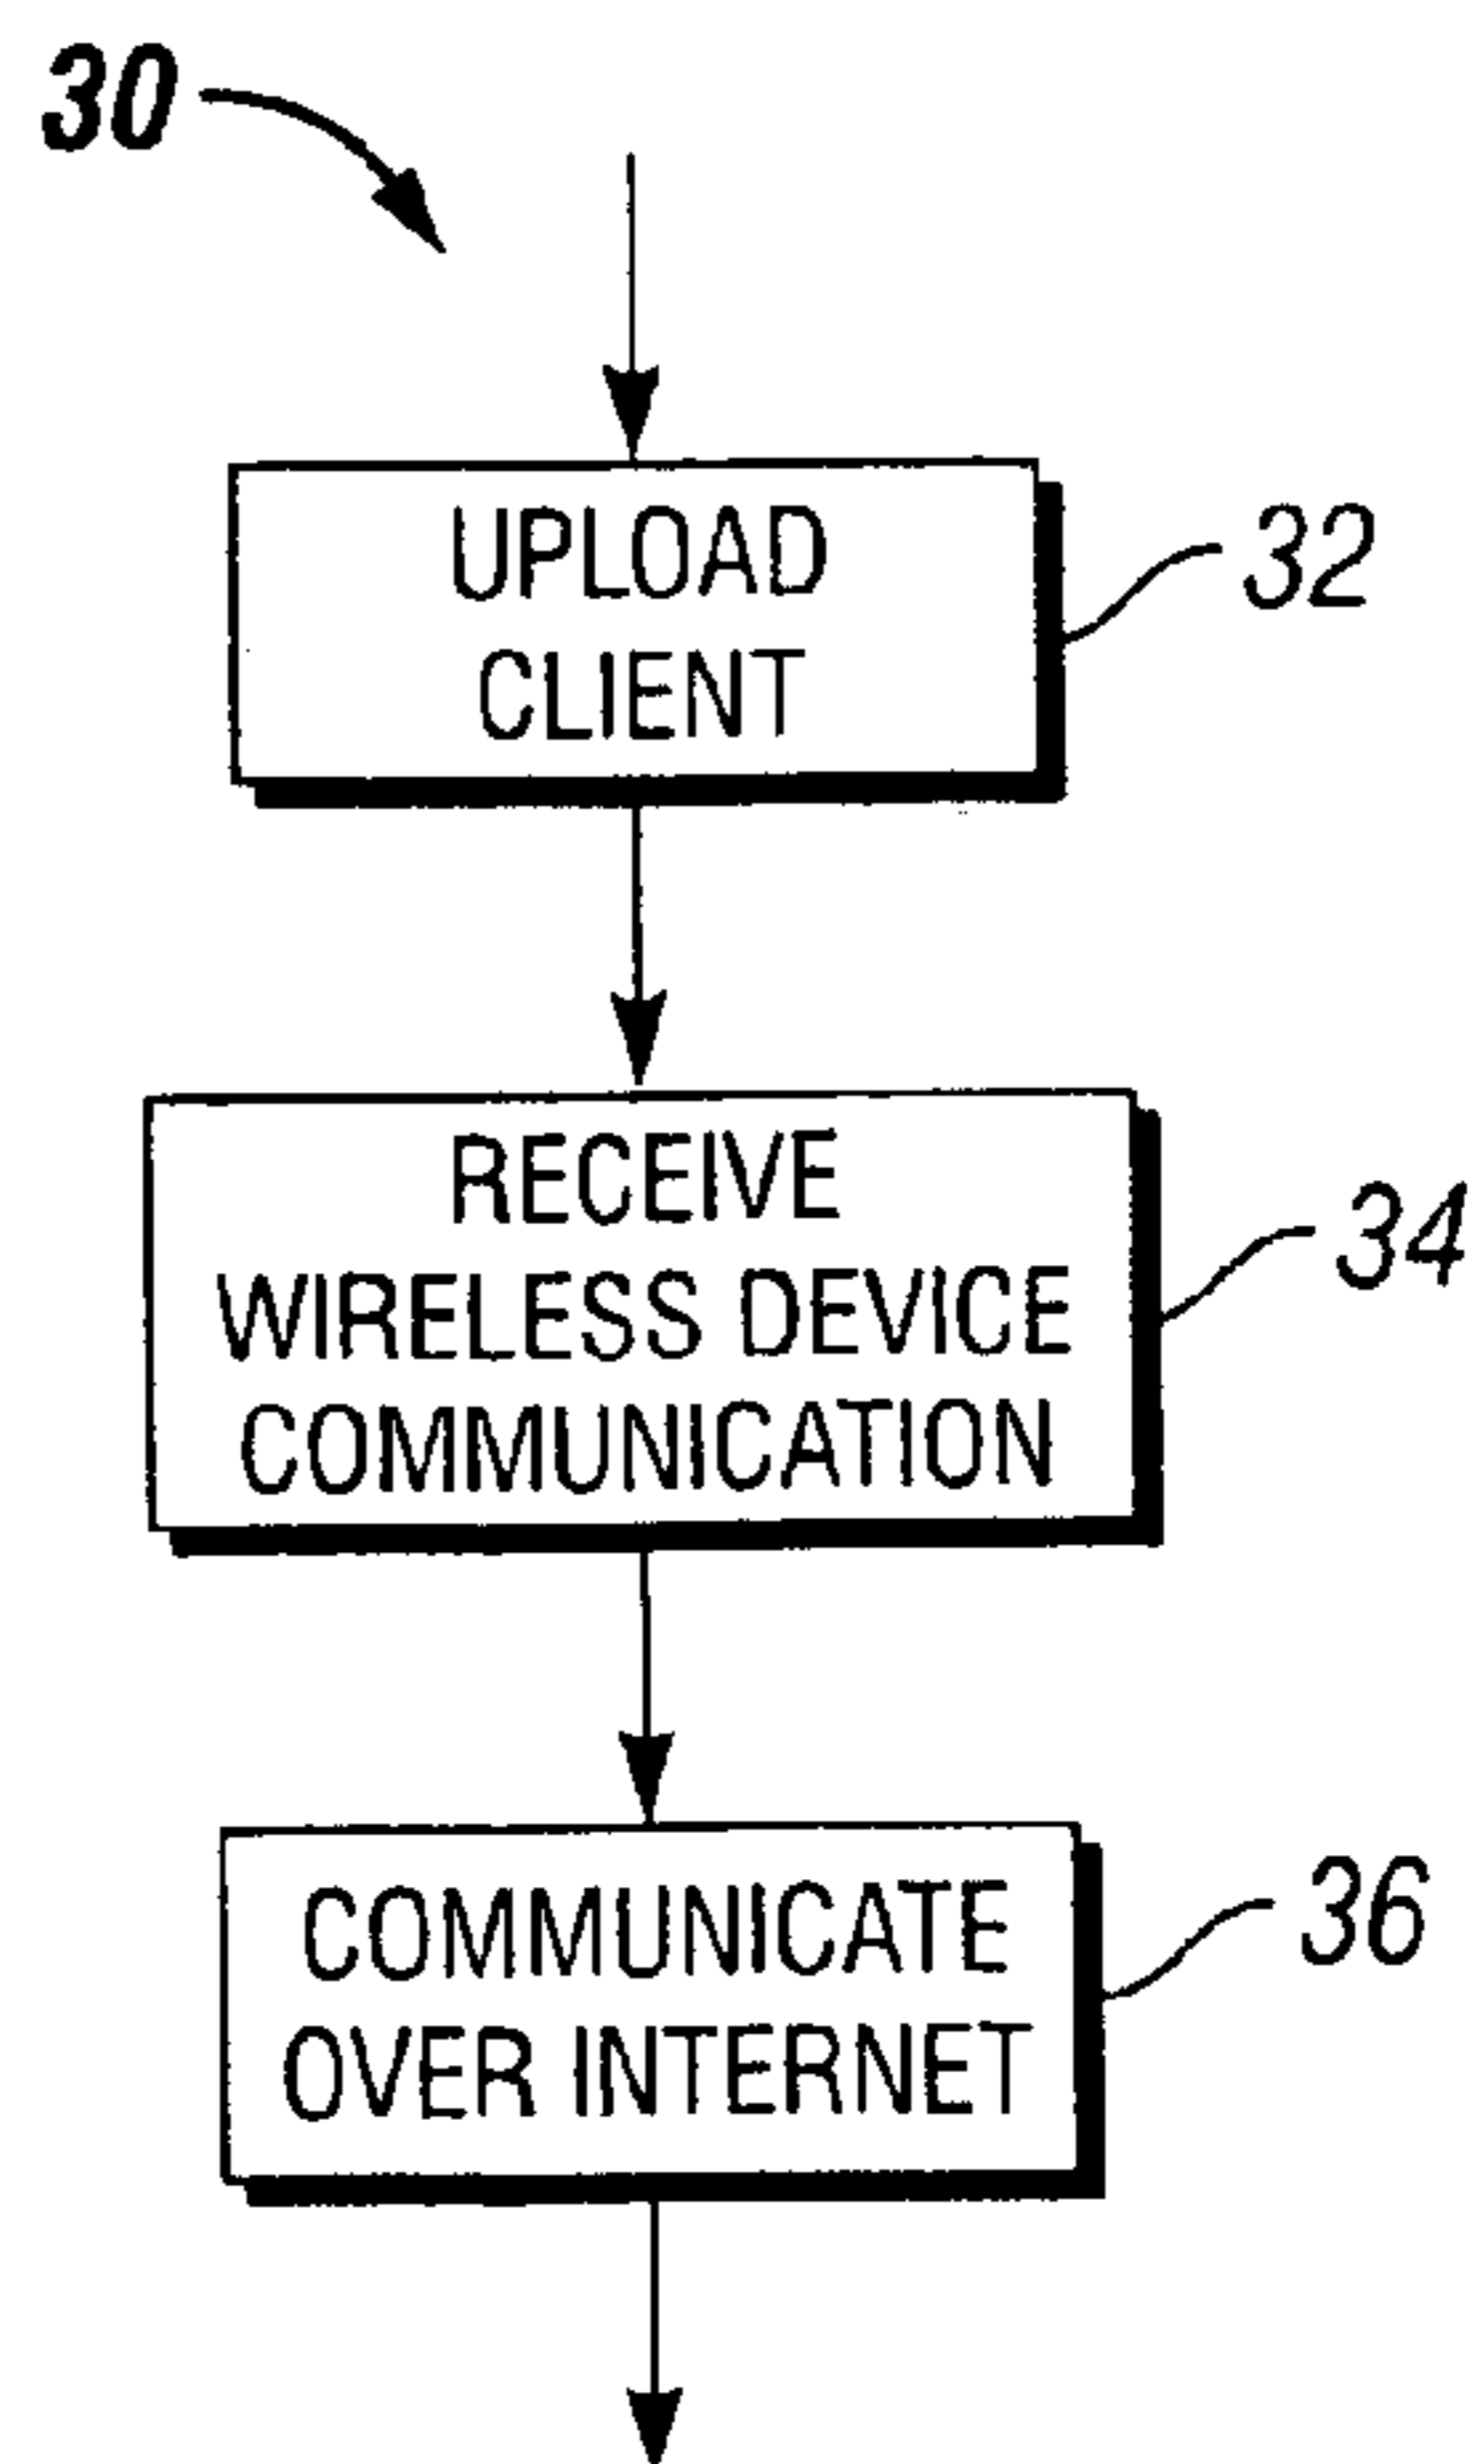 30
UPLOAD
CLIENT
32
RECEIVE
WIRELESS DEVICE
COMMUNICATION
34
COMMUNICATE
OVER INTERNET
36